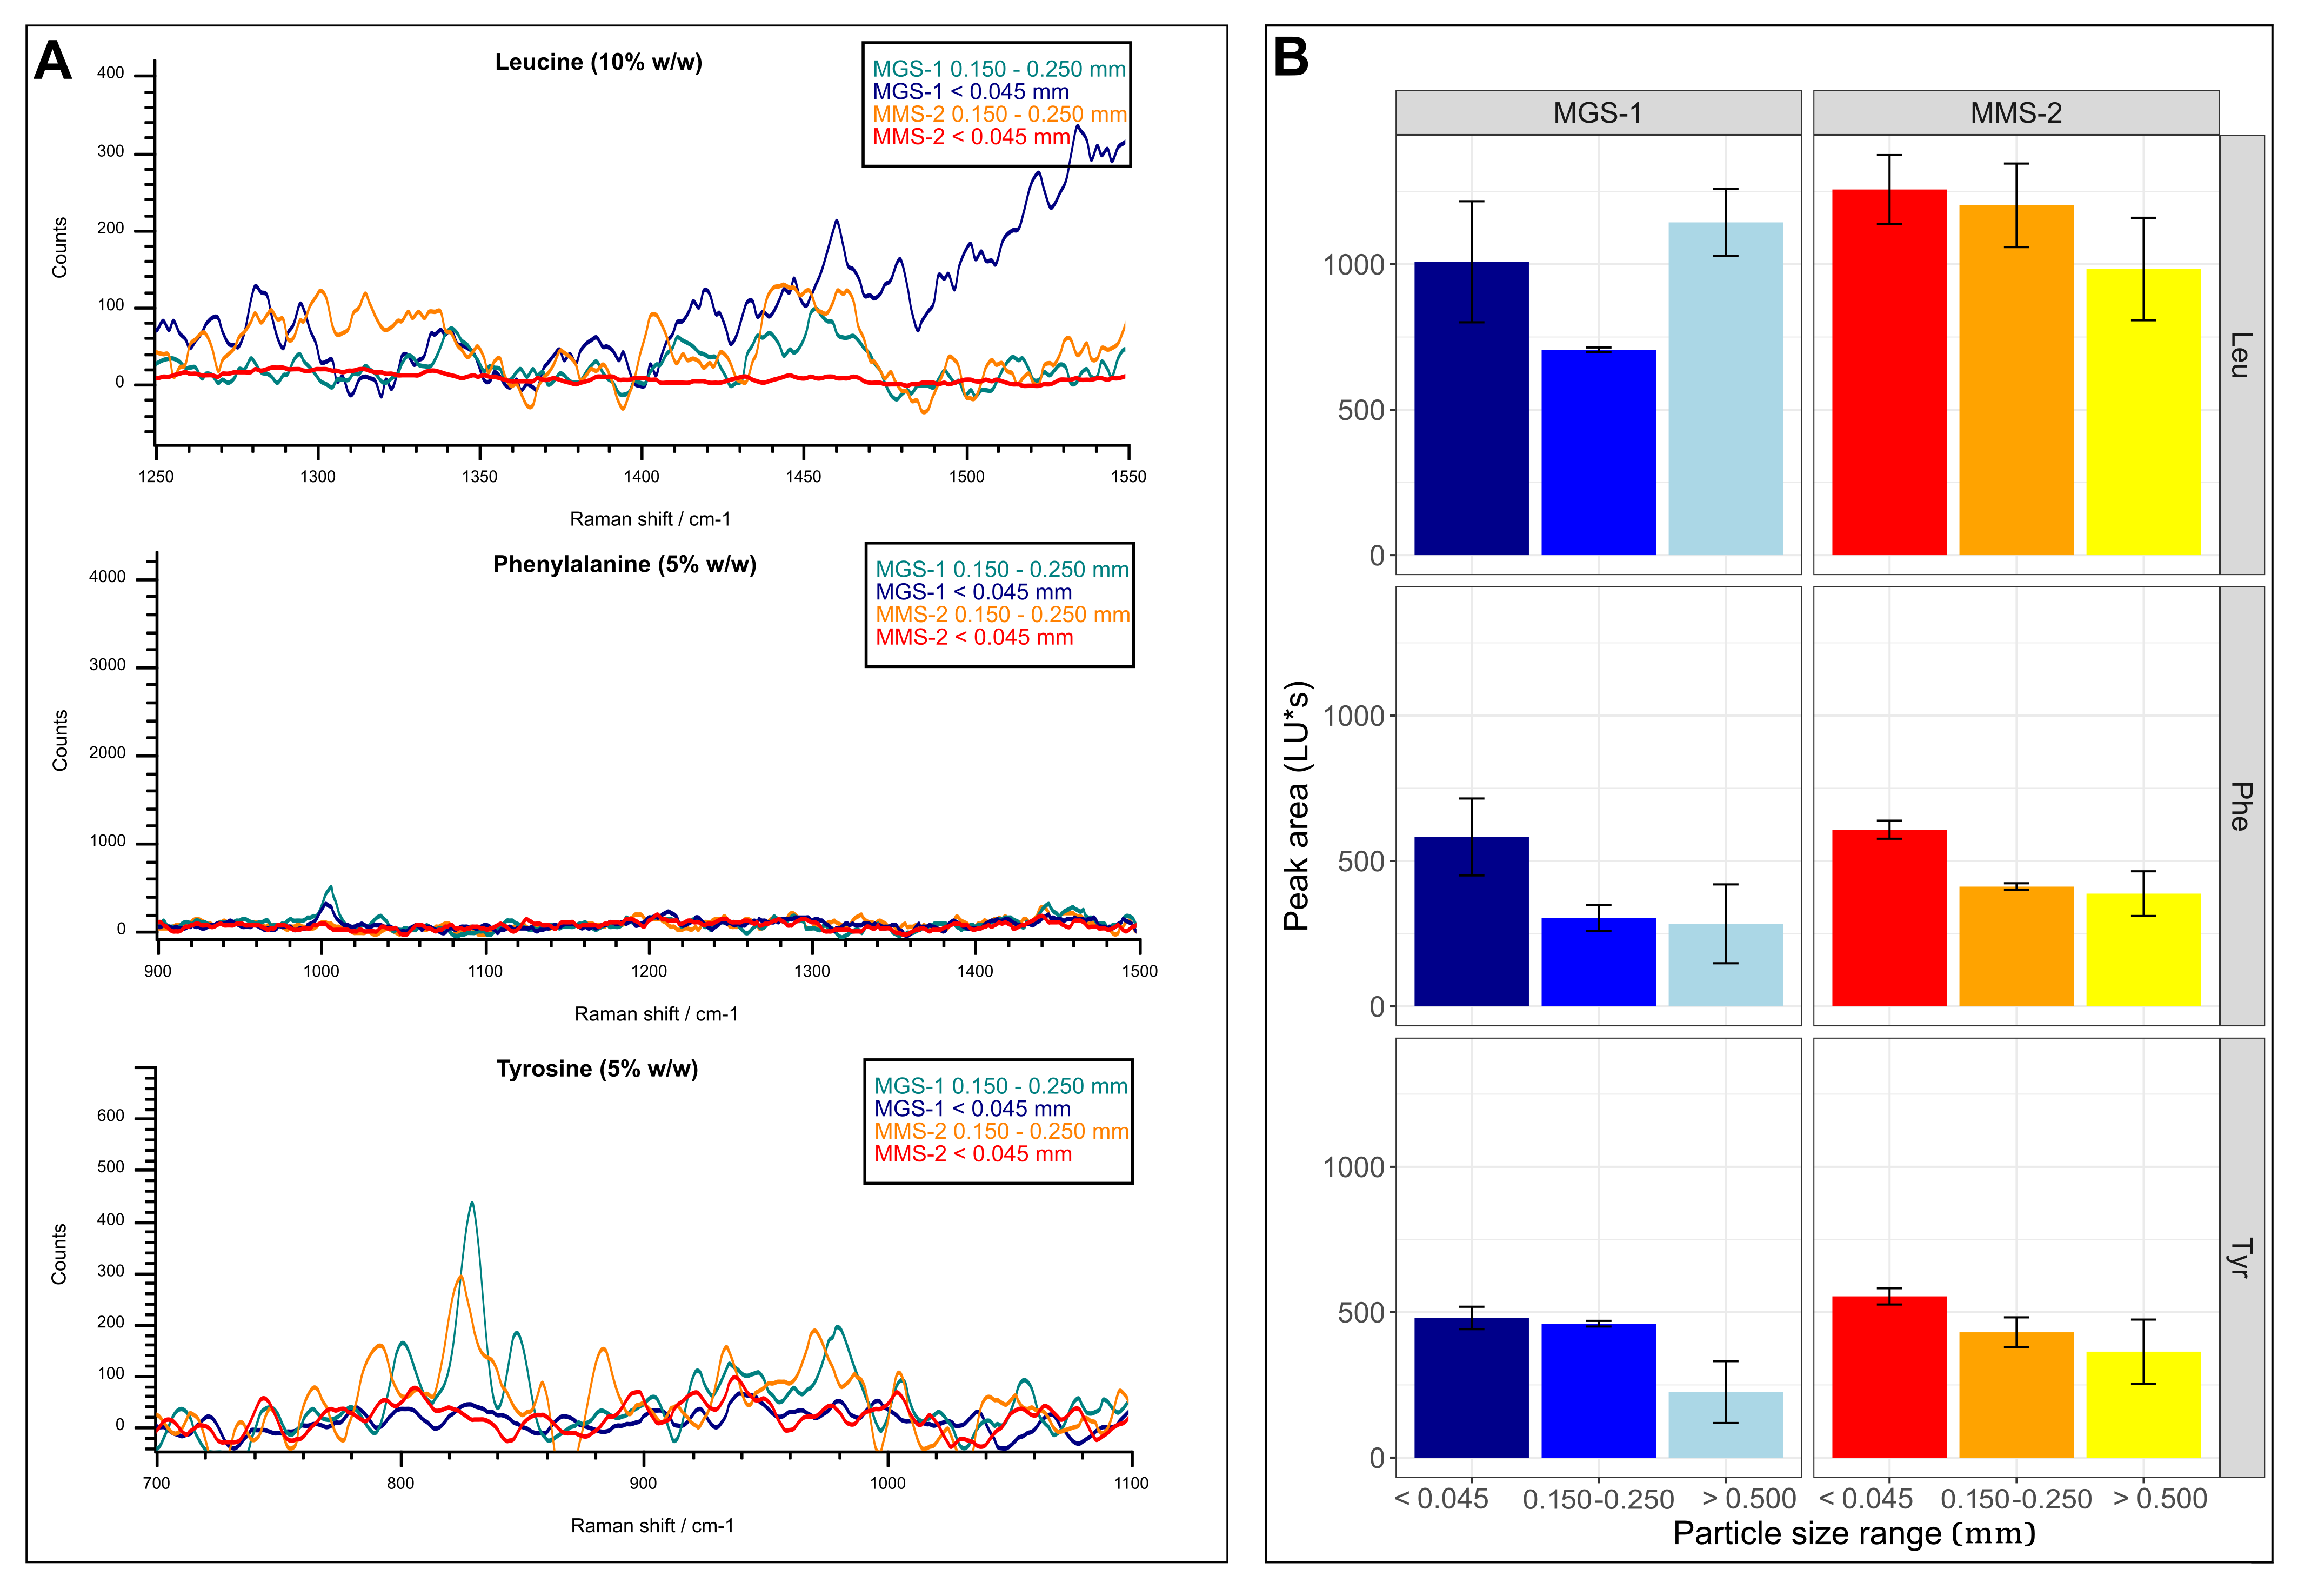 A
Leucine (10% w/w)
MGS-1 0.150 - 0.250 mm
MGS-1 < 0.045 mm
MMS-2 0.150 - 0.250 mm
MMS-2 < 0.045 mm
400
300
200
100
0
Counts
1250 1300 1350 1400 1450 1500 1550
Raman shift / cm-1
Phenylalanine (5% w/w)
MGS-1 0.150 - 0.250 mm
MGS-1 < 0.045 mm
MMS-2 0.150 - 0.250 mm
MMS-2 < 0.045 mm
4000
3000
2000
1000
0
Counts
900 1000 1100 1200 1300 1400 1500
Raman shift / cm-1
Tyrosine (5% w/w)
MGS-1 0.150 - 0.250 mm
MGS-1 < 0.045 mm
MMS-2 0.150 - 0.250 mm
MMS-2 < 0.045 mm
600
500
400
300
200
100
0
Counts
700 800 900 1000 1100
Raman shift / cm-1
B
MGS-1 MMS-2
1000
500
0
Leu
1000
500
0
Phe
1000
500
0
Tyr
Peak area (LU*s)
< 0.045 0.150-0.250 > 0.500 < 0.045 0.150-0.250 > 0.500
Particle size range (mm)